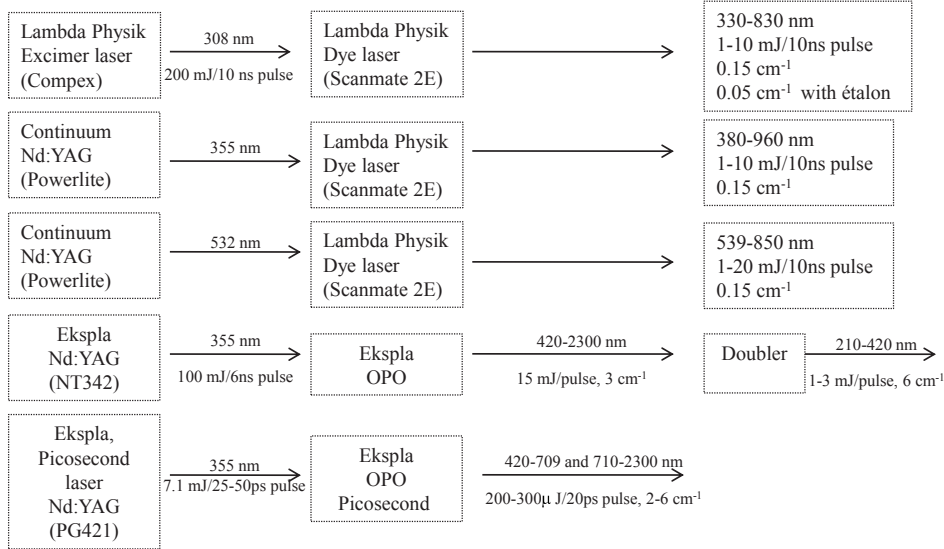 Lambda Physik
Excimer laser
(Compex)
308 nm
200 mJ/10 ns pulse
Lambda Physik
Dye laser
(Scanmate 2E)
330-830 nm
1-10 mJ/10ns pulse
0.15 cm⁻¹
0.05 cm⁻¹ with étalon
Continuum
Nd:YAG
(Powerlite)
355 nm
Lambda Physik
Dye laser
(Scanmate 2E)
380-960 nm
1-10 mJ/10ns pulse
0.15 cm⁻¹
Continuum
Nd:YAG
(Powerlite)
532 nm
Lambda Physik
Dye laser
(Scanmate 2E)
539-850 nm
1-20 mJ/10ns pulse
0.15 cm⁻¹
Ekspla
Nd:YAG
(NT342)
355 nm
100 mJ/6ns pulse
Ekspla
OPO
420-2300 nm
15 mJ/pulse, 3 cm⁻¹
Doubler
210-420 nm
1-3 mJ/pulse, 6 cm⁻¹
Ekspla,
Picosecond
laser
Nd:YAG
(PG421)
355 nm
7.1 mJ/25-50ps pulse
Ekspla
OPO
Picosecond
420-709 and 710-2300 nm
200-300μ J/20ps pulse, 2-6 cm⁻¹